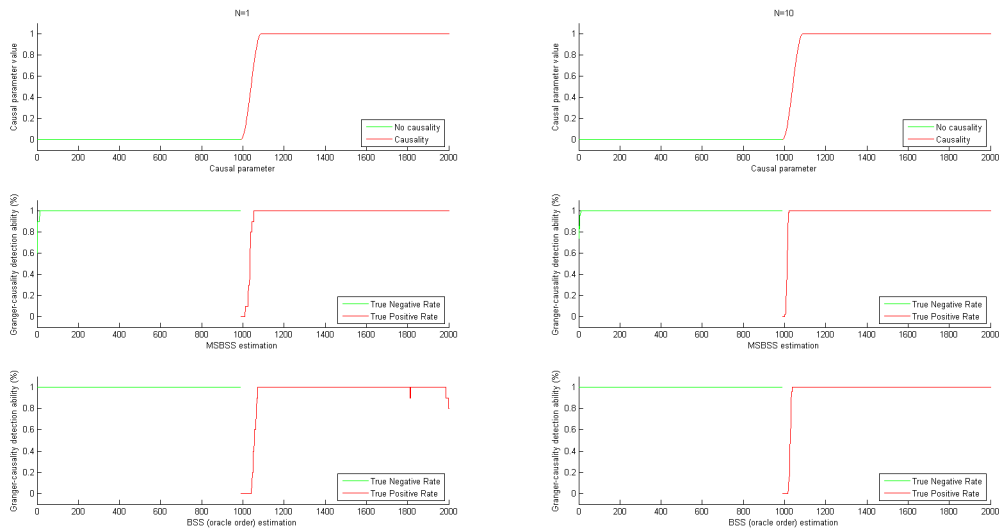 N=1
Causal parameter value
1
0.8
0.6
0.4
0.2
0
No causality
Causality
0 200 400 600 800 1000 1200 1400 1600 1800 2000
Causal parameter
Granger-causality detection ability (%)
1
0.8
0.6
0.4
0.2
0
True Negative Rate
True Positive Rate
0 200 400 600 800 1000 1200 1400 1600 1800 2000
MSBSS estimation
Granger-causality detection ability (%)
1
0.8
0.6
0.4
0.2
0
True Negative Rate
True Positive Rate
0 200 400 600 800 1000 1200 1400 1600 1800 2000
BSS (oracle order) estimation
N=10
Causal parameter value
1
0.8
0.6
0.4
0.2
0
No causality
Causality
0 200 400 600 800 1000 1200 1400 1600 1800 2000
Causal parameter
Granger-causality detection ability (%)
1
0.8
0.6
0.4
0.2
0
True Negative Rate
True Positive Rate
0 200 400 600 800 1000 1200 1400 1600 1800 2000
MSBSS estimation
Granger-causality detection ability (%)
1
0.8
0.6
0.4
0.2
0
True Negative Rate
True Positive Rate
0 200 400 600 800 1000 1200 1400 1600 1800 2000
BSS (oracle order) estimation